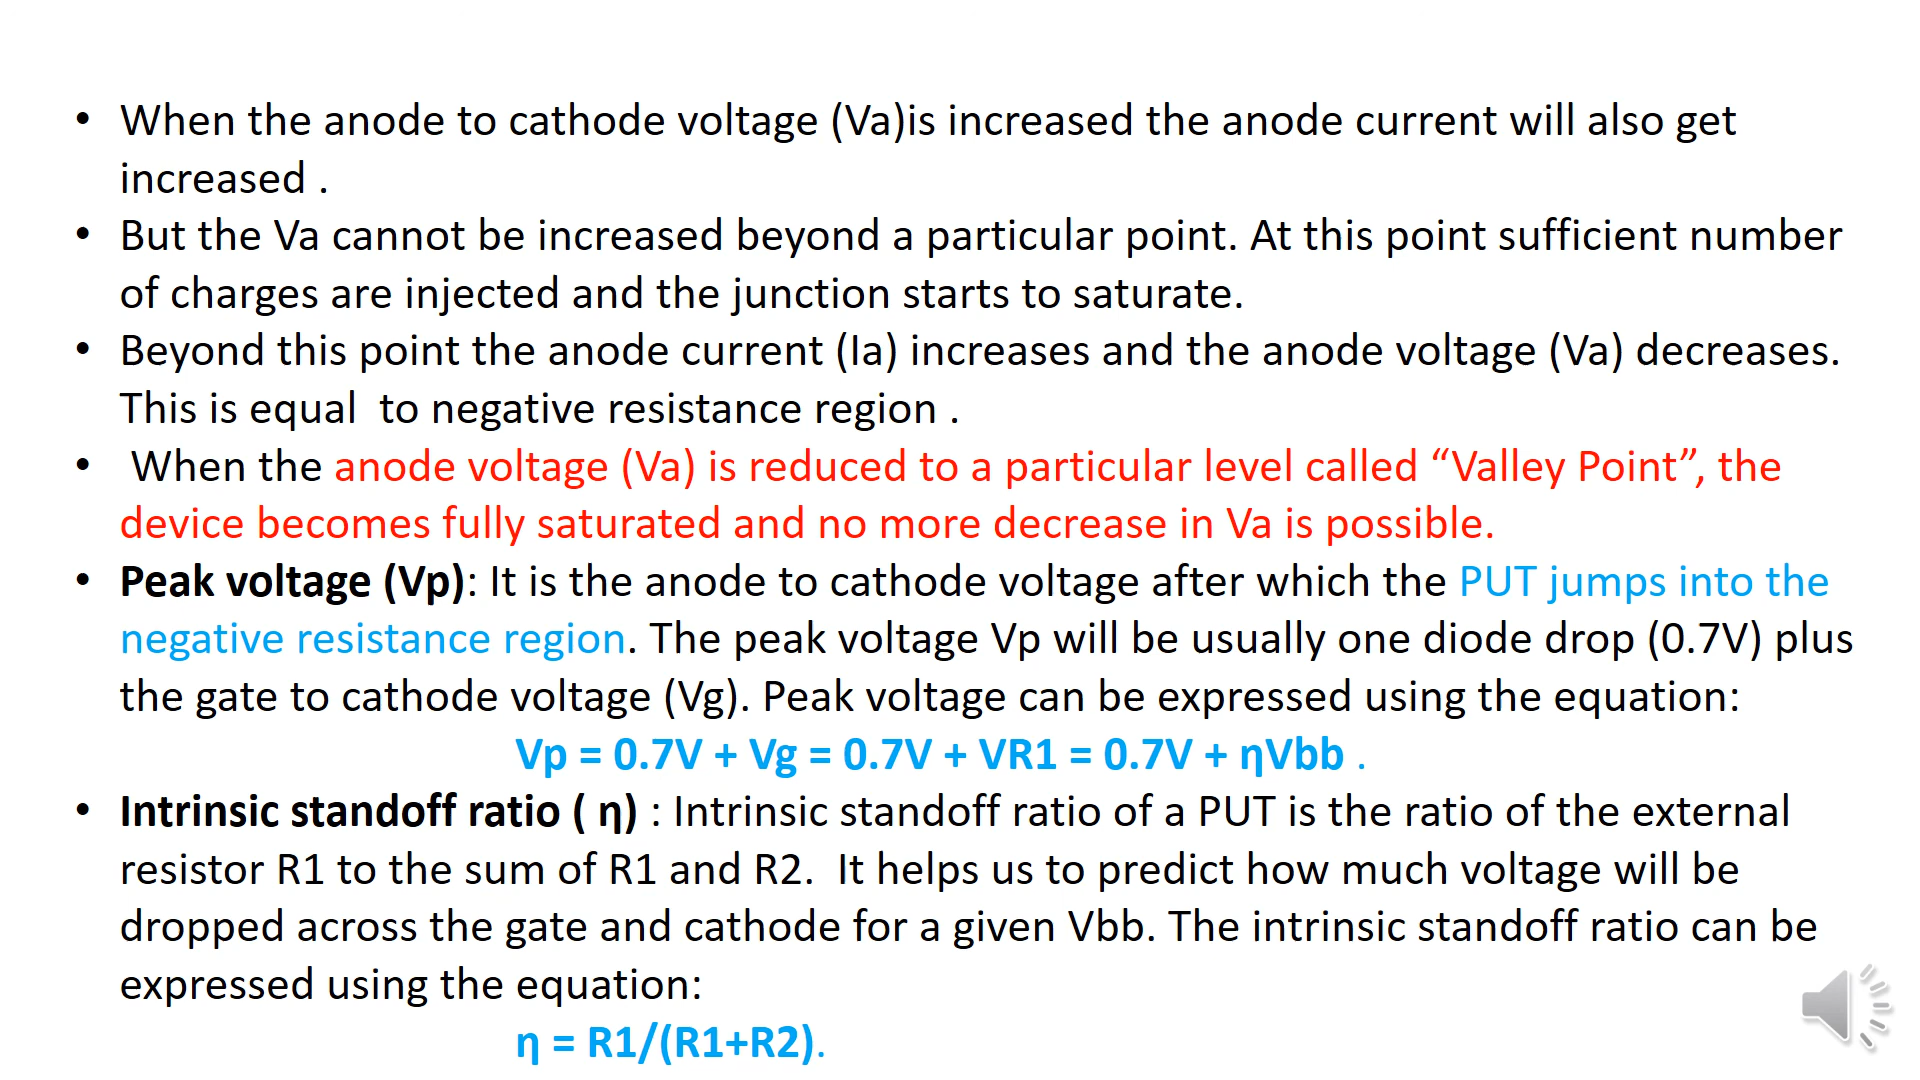 • When the anode to cathode voltage (Va)is increased the anode current will also get
increased .
• But the Va cannot be increased beyond a particular point. At this point sufficient number
of charges are injected and the junction starts to saturate.
• Beyond this point the anode current (Ia) increases and the anode voltage (Va) decreases.
This is equal  to negative resistance region .
•  When the anode voltage (Va) is reduced to a particular level called “Valley Point”, the
device becomes fully saturated and no more decrease in Va is possible.
• Peak voltage (Vp): It is the anode to cathode voltage after which the PUT jumps into the
negative resistance region. The peak voltage Vp will be usually one diode drop (0.7V) plus
the gate to cathode voltage (Vg). Peak voltage can be expressed using the equation:
Vp = 0.7V + Vg = 0.7V + VR1 = 0.7V + ηVbb .
• Intrinsic standoff ratio ( η) : Intrinsic standoff ratio of a PUT is the ratio of the external
resistor R1 to the sum of R1 and R2.  It helps us to predict how much voltage will be
dropped across the gate and cathode for a given Vbb. The intrinsic standoff ratio can be
expressed using the equation:
η = R1/(R1+R2).